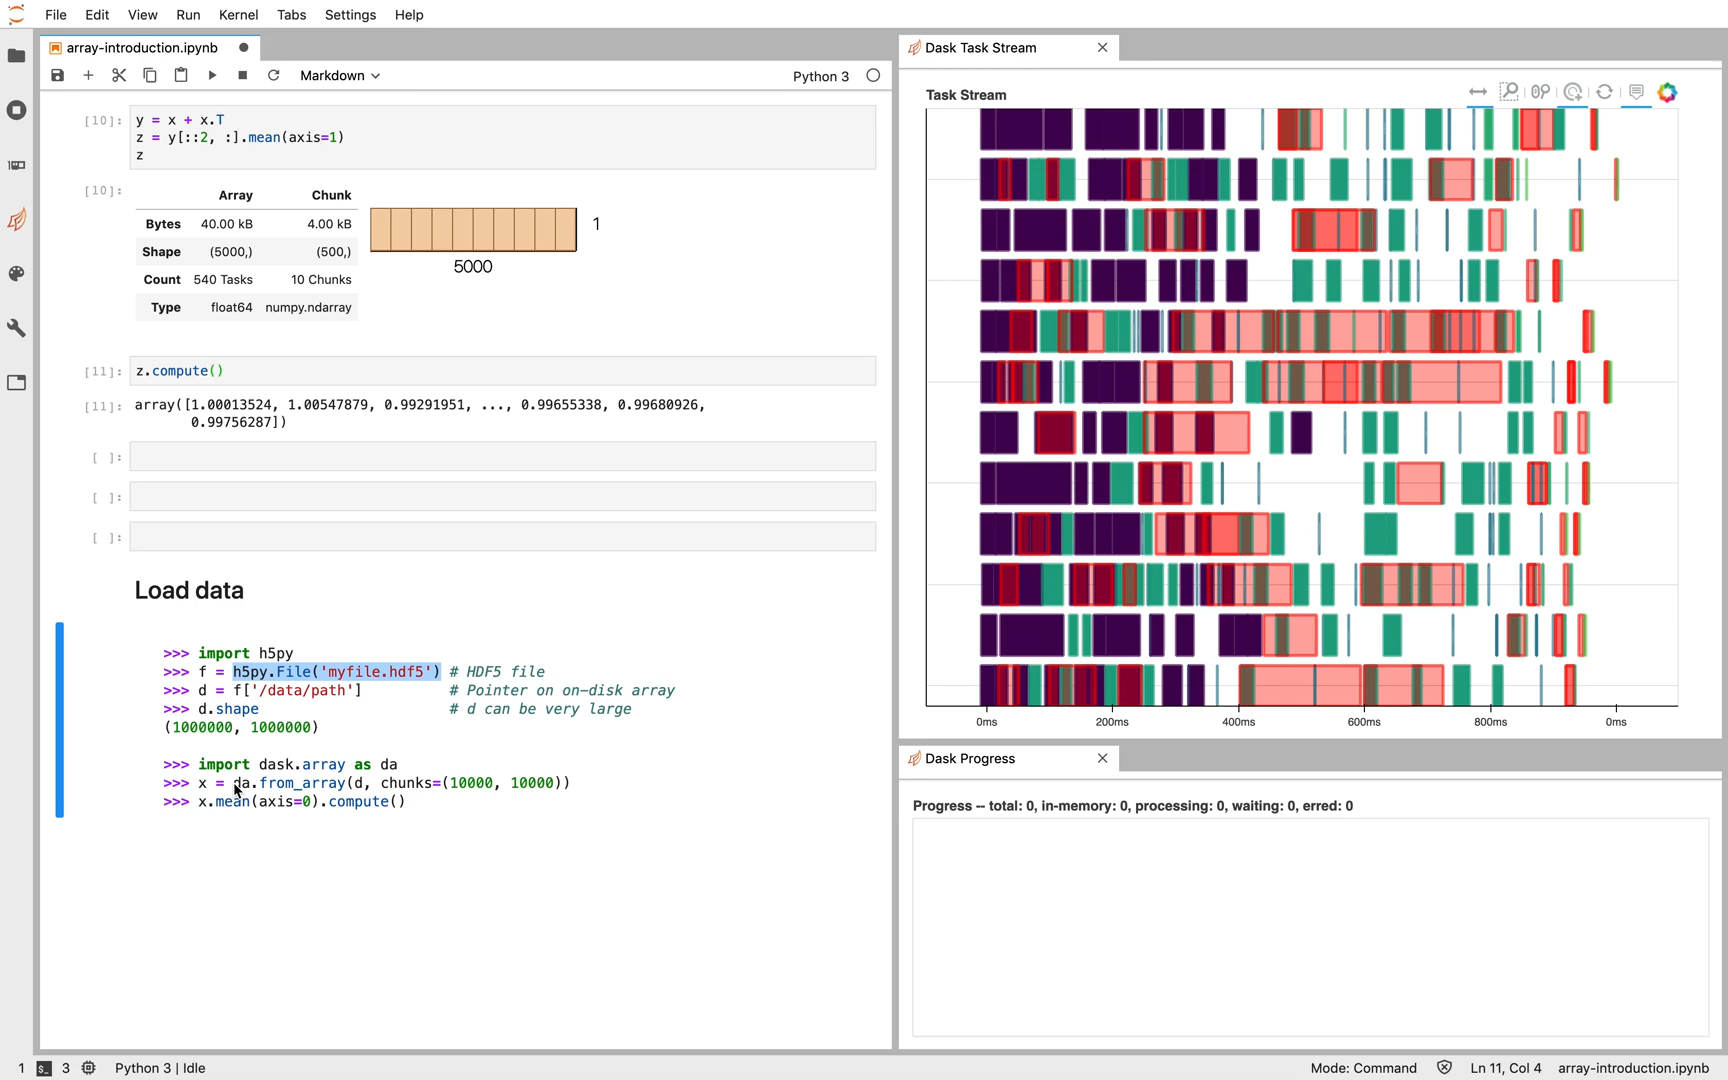 File Edit View Run Kernel Tabs Settings Help
array-introduction.ipynb
Markdown
Python 3
[10]: y = x + x.T
z = y[::2, :].mean(axis=1)
z
[10]:
Array Chunk
Bytes 40.00 kB 4.00 kB
Shape (5000,) (500,)
Count 540 Tasks 10 Chunks
Type float64 numpy.ndarray
1
5000
[11]: z.compute()
[11]: array([1.00013524, 1.00547879, 0.99291951, ..., 0.99655338, 0.99680926,
0.99756287])
[ ]:
[ ]:
[ ]:
Load data
>>> import h5py
>>> f = h5py.File('myfile.hdf5') # HDF5 file
>>> d = f['/data/path'] # Pointer on on-disk array
>>> d.shape # d can be very large
(1000000, 1000000)
>>> import dask.array as da
>>> x = da.from_array(d, chunks=(10000, 10000))
>>> x.mean(axis=0).compute()
Dask Task Stream
Task Stream
0ms 200ms 400ms 600ms 800ms 0ms
Dask Progress
Progress -- total: 0, in-memory: 0, processing: 0, waiting: 0, erred: 0
1 3 Python 3 | Idle
Mode: Command Ln 11, Col 4 array-introduction.ipynb